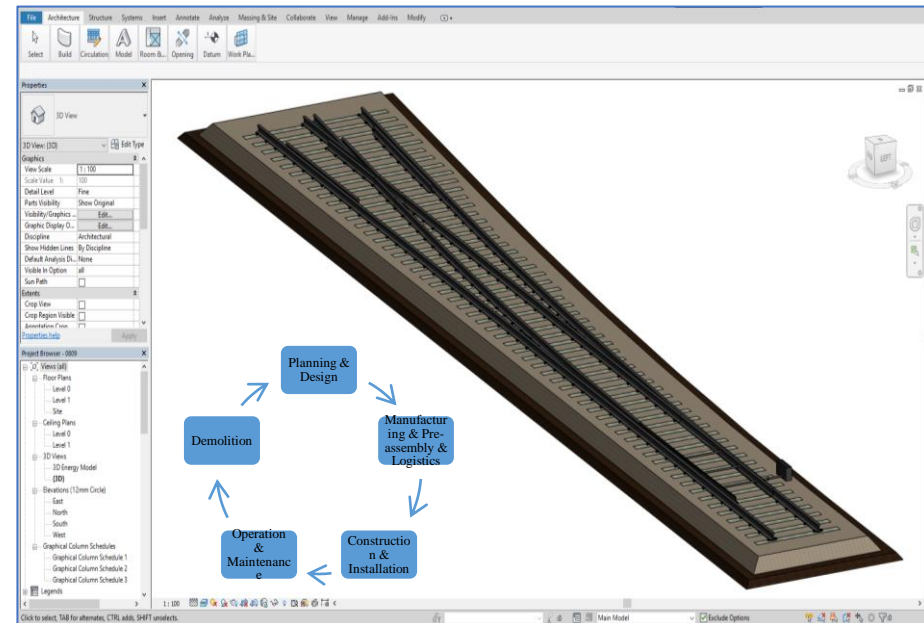 File Architecture Structure Systems Insert Annotate Analyze Massing & Site Collaborate View Manage Add-Ins Modify
Select Build Circulation Model Room &... Opening Datum Work Pla...
Properties
3D View
3D View: {3D}
Edit Type
Graphics
View Scale 1 : 100
Scale Value 1: 100
Detail Level Fine
Parts Visibility Show Original
Visibility/Graphics ... Edit...
Graphic Display O... Edit...
Discipline Architectural
Show Hidden Lines By Discipline
Default Analysis Di... None
Visible In Option all
Sun Path
Extents
Crop View
Crop Region Visible
Annotation Crop
Properties help
Apply
Project Browser - 0809
Views (all)
Floor Plans
Level 0
Level 1
Site
Ceiling Plans
Level 0
Level 1
3D Views
3D Energy Model
{3D}
Elevations (12mm Circle)
East
North
South
West
Graphical Column Schedules
Graphical Column Schedule 1
Graphical Column Schedule 2
Graphical Column Schedule 3
Legends
LEFT
Planning &
Design
Manufactur
ing & Pre-
assembly &
Logistics
Constructio
n &
Installation
Operation
&
Maintenanc
e
Demolition
1 : 100
Click to select, TAB for alternates, CTRL adds, SHIFT unselects.
:0
Main Model
Exclude Options
:0